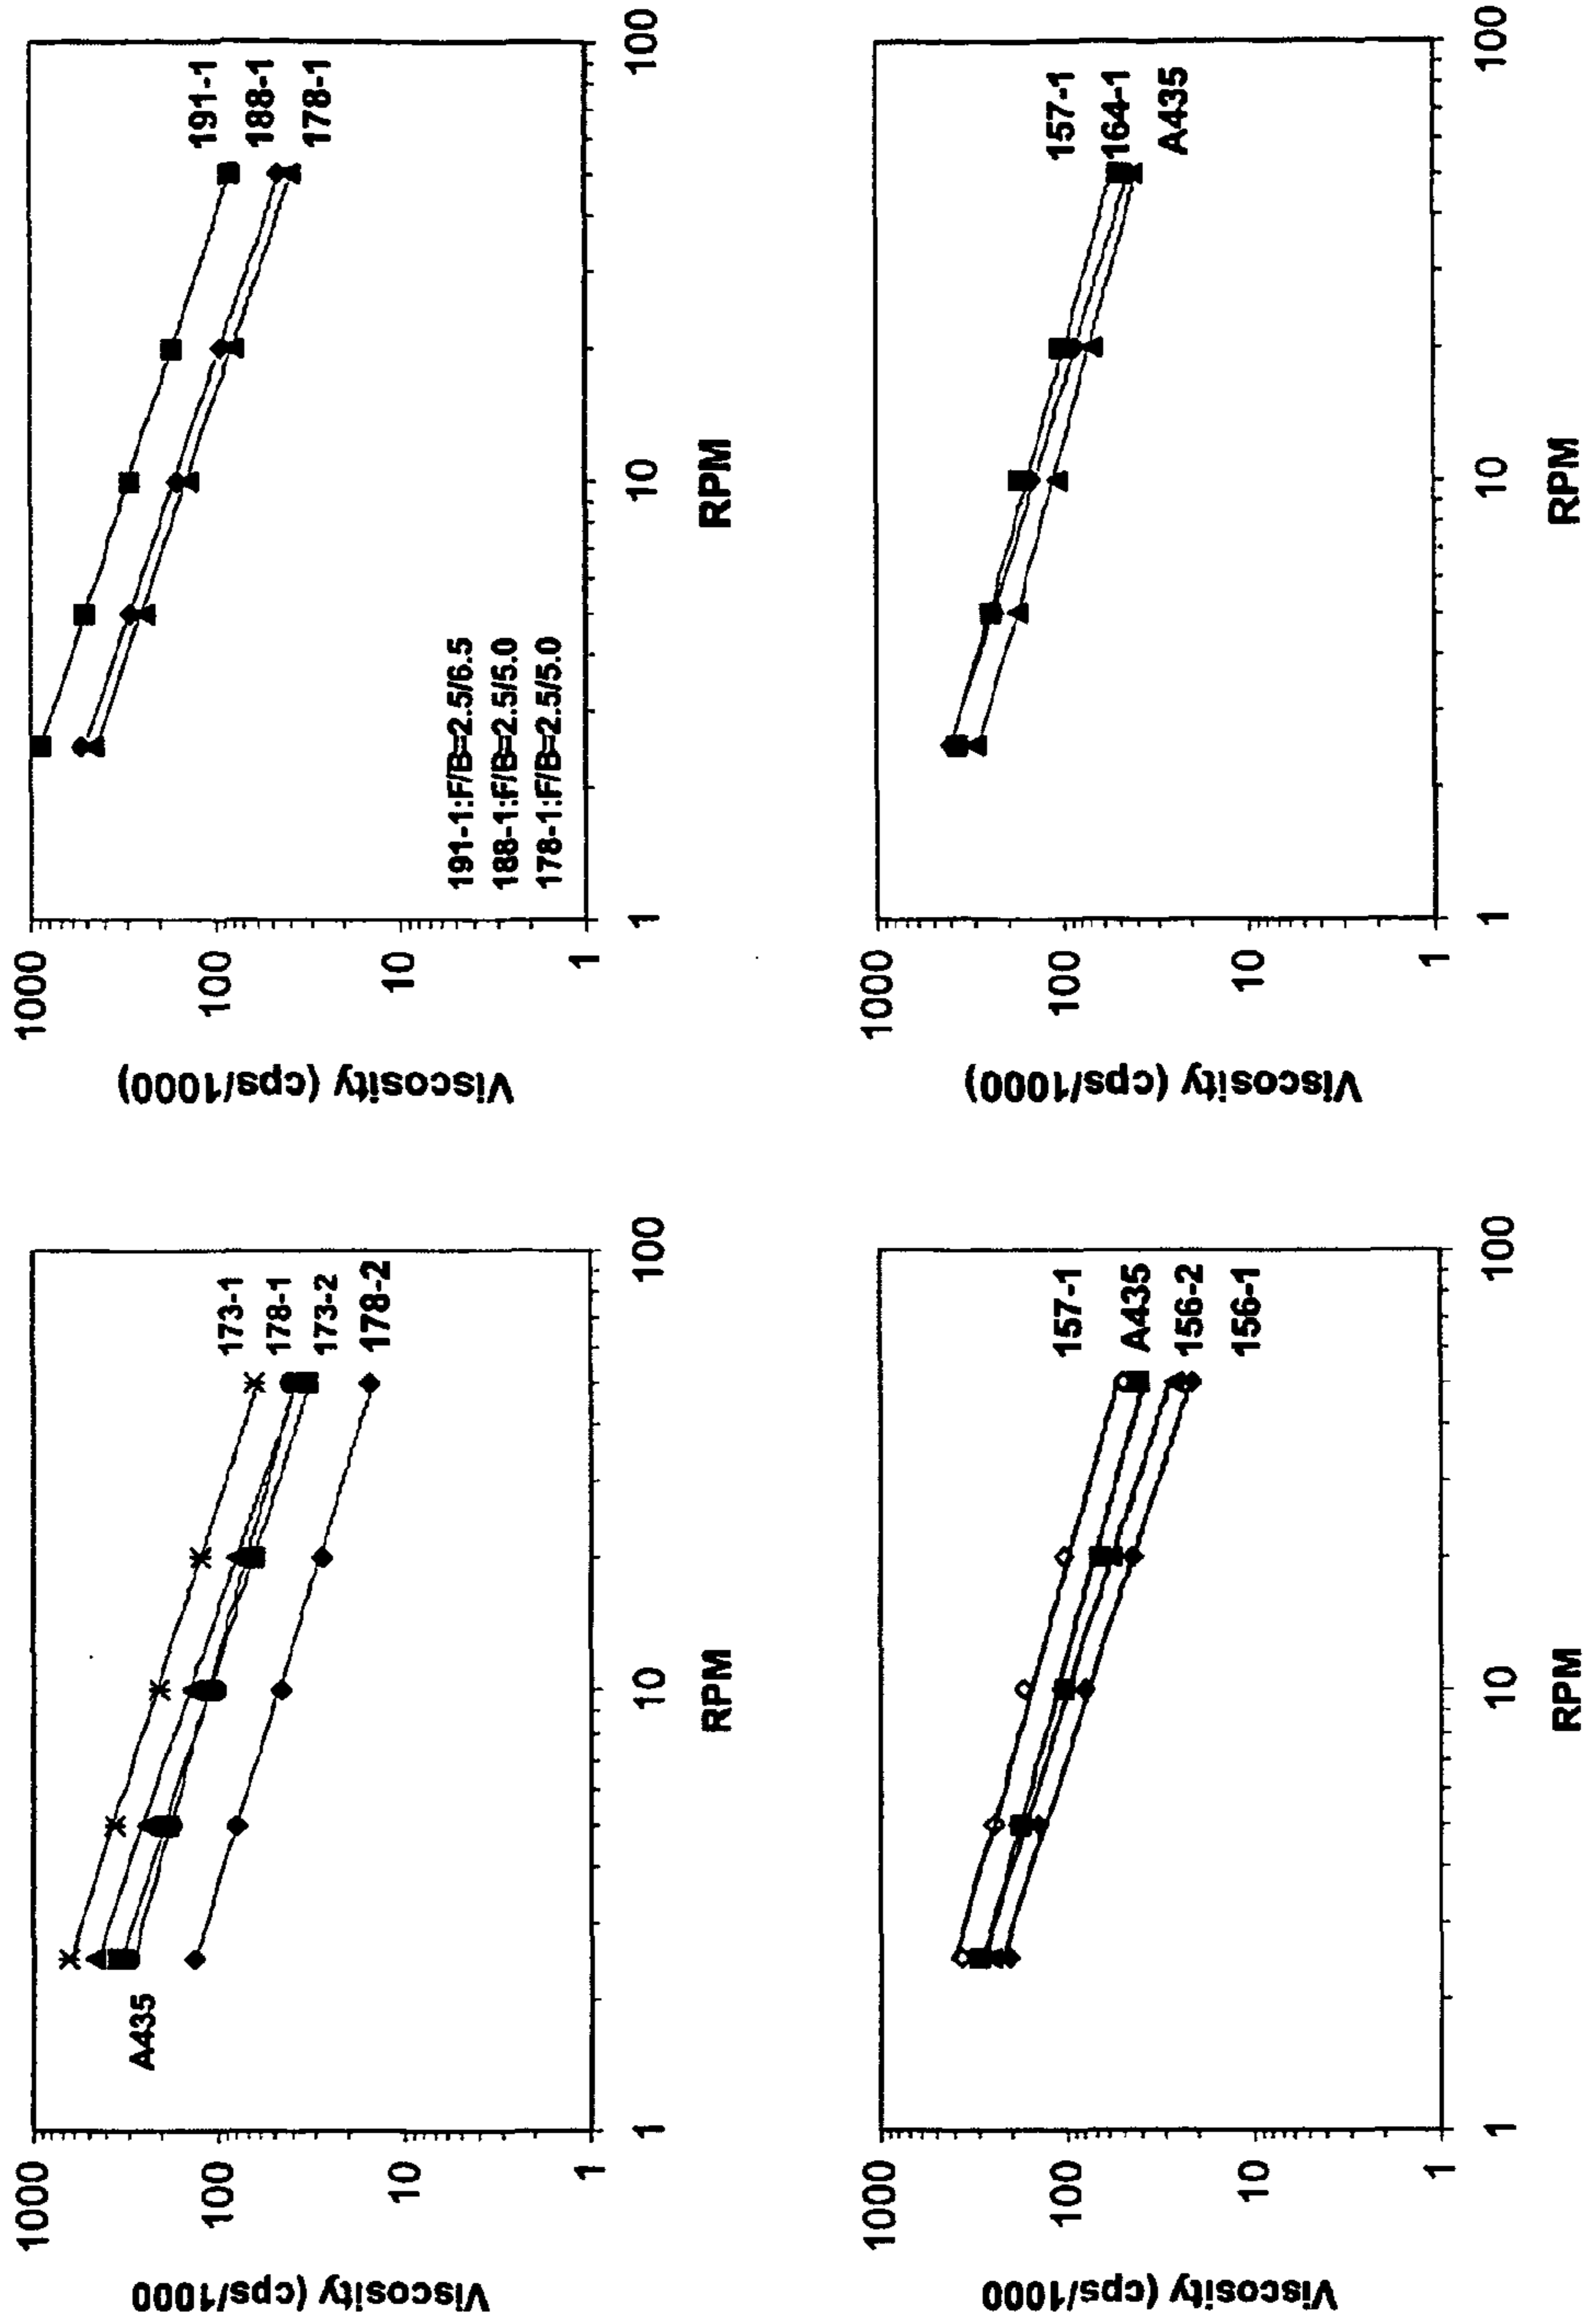 Viscosity (cps/1000
1000
100
10
1
A435
173-1
178-1
173-2
178-2
1
10
100
RPM
Viscosity (cps/1000)
1000
100
10
1
191-1
188-1
178-1
191-1:F/B=2.5/6.5
188-1:F/B=2.5/5.0
178-1:F/B=2.5/5.0
1
10
100
RPM
Viscosity (cps/1000
1000
100
10
1
157-1
A435
156-2
156-1
1
10
100
RPM
Viscosity (cps/1000)
1000
100
10
1
157-1
164-1
A435
1
10
100
RPM